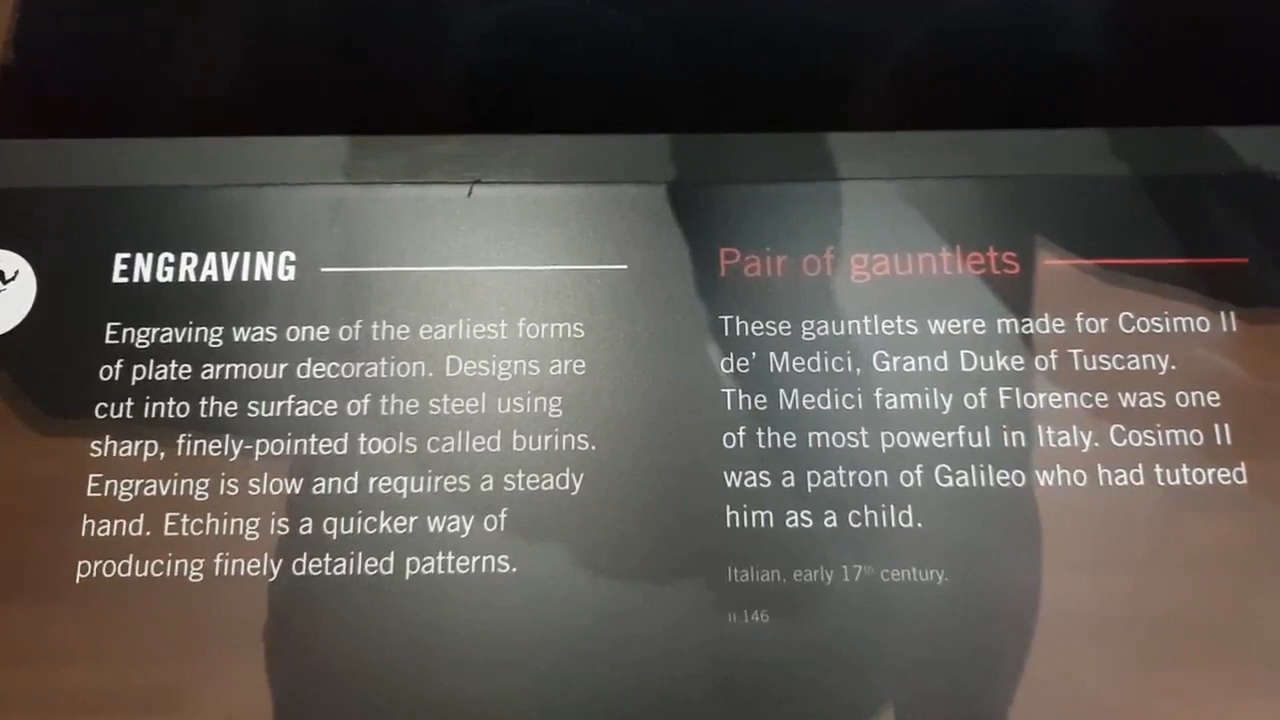 ENGRAVING
Engraving was one of the earliest forms
of plate armour decoration. Designs are
cut into the surface of the steel using
sharp, finely-pointed tools called burins.
Engraving is slow and requires a steady
hand. Etching is a quicker way of
producing finely detailed patterns.
Pair of gauntlets
These gauntlets were made for Cosimo II
de' Medici, Grand Duke of Tuscany.
The Medici family of Florence was one
of the most powerful in Italy. Cosimo II
was a patron of Galileo who had tutored
him as a child.
Italian, early 17th century.
II 146